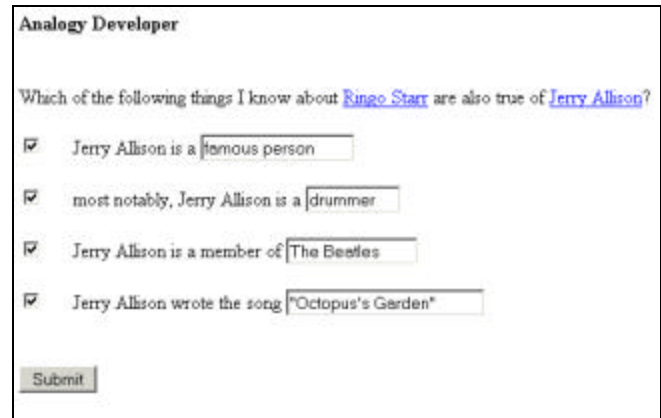 Analogy Developer
Which of the following things I know about Ringo Starr are also true of Jerry Allison?
Jerry Allison is a famous person
most notably, Jerry Allison is a drummer
Jerry Allison is a member of The Beatles
Jerry Allison wrote the song "Octopus's Garden"
Submit